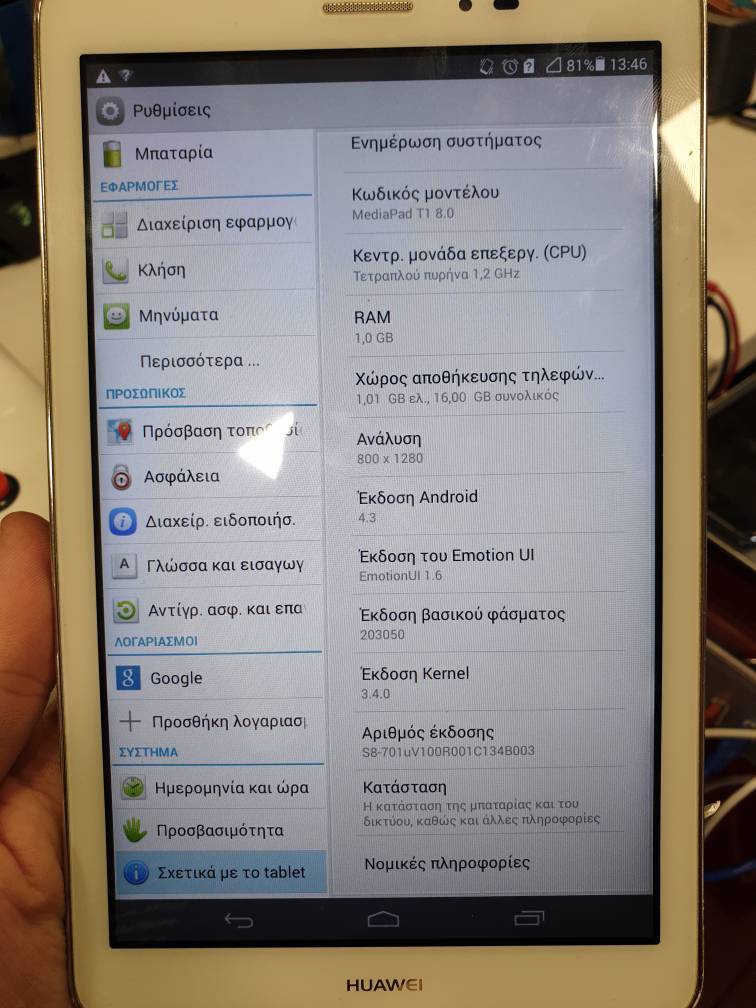 81% 13:46
Ρυθμίσεις
Μπαταρία
ΕΦΑΡΜΟΓΕΣ
Διαχείριση εφαρμογ
Κλήση
Μηνύματα
Περισσότερα ...
ΠΡΟΣΩΠΙΚΟΣ
Πρόσβαση
Ασφάλεια
Διαχείρ. ειδοποιήσ.
A
Γλώσσα και εισαγωγ
Αντίγρ. ασφ. και επα
ΛΟΓΑΡΙΑΣΜΟΙ
g
Google
Προσθήκη λογαριασ
ΣΥΣΤΗΜΑ
Ημερομηνία και ώρα
Προσβασιμότητα
Σχετικά με το tablet
Ενημέρωση συστήματος
Κωδικός μοντέλου
MediaPad T1 8.0
Κεντρ. μονάδα επεξεργ. (CPU)
Τετραπλού πυρήνα 1,2 GHz
RAM
1,0 GB
Χώρος αποθήκευσης τηλεφών...
1,01 GB ελ., 16,00 GB συνολικός
Ανάλυση
800 x 1280
Έκδοση Android
4.3
Έκδοση του Emotion UI
EmotionUI 1.6
Έκδοση βασικού φάσματος
203050
Έκδοση Kernel
3.4.0
Αριθμός έκδοσης
S8-701uV100R001C134B003
Κατάσταση
Η κατάσταση της μπαταρίας και του
δικτύου, καθώς και άλλες πληροφορίες
Νομικές πληροφορίες
HUAWEI